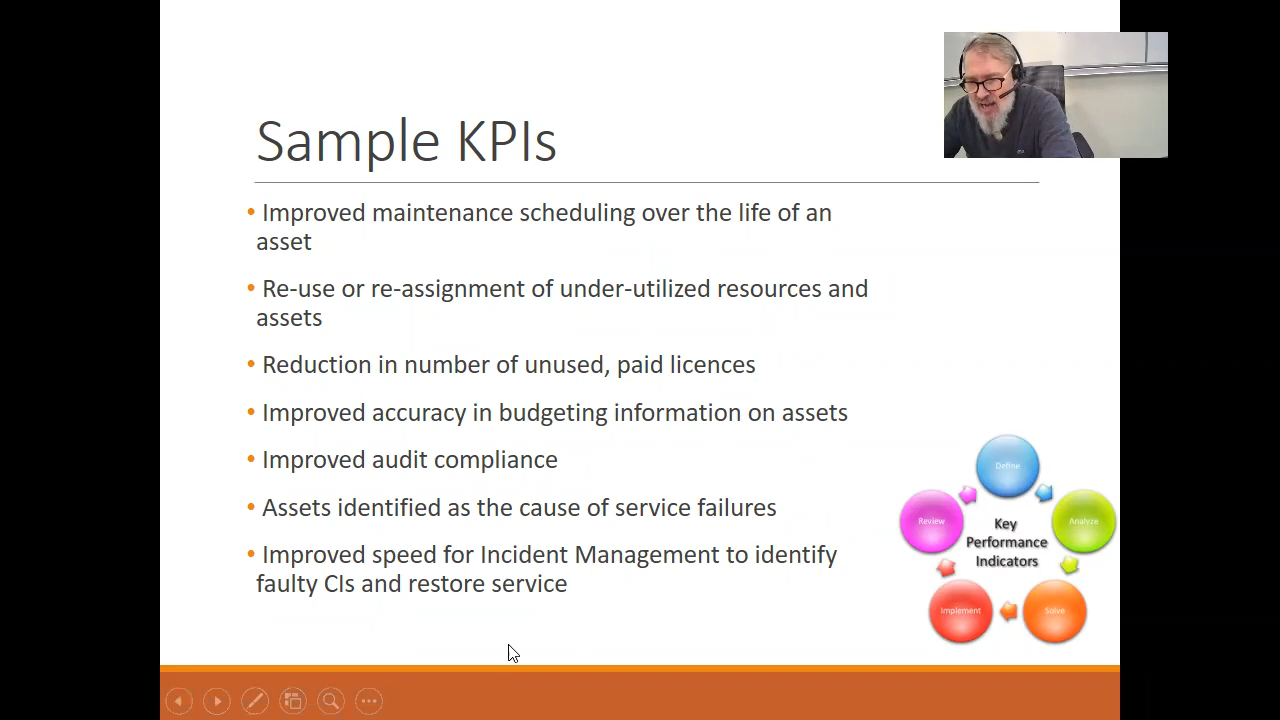 Sample KPIs
• Improved maintenance scheduling over the life of an
asset
• Re-use or re-assignment of under-utilized resources and
assets
• Reduction in number of unused, paid licences
• Improved accuracy in budgeting information on assets
• Improved audit compliance
• Assets identified as the cause of service failures
• Improved speed for Incident Management to identify
faulty CIs and restore service
Define
Review
Analyze
Key
Performance
Indicators
Implement
Solve